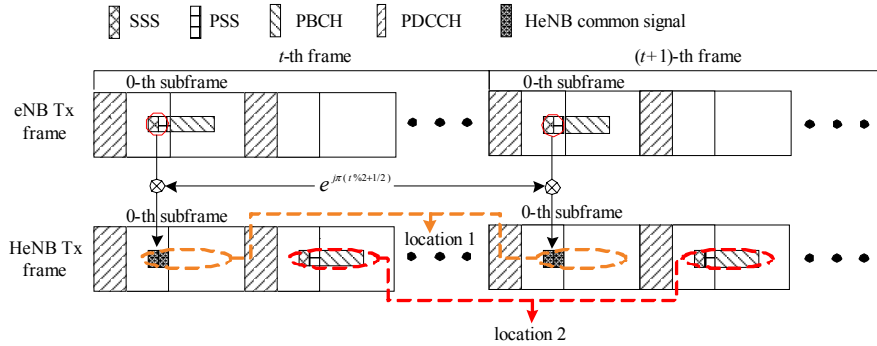 SSS PSS PBCH PDCCH HeNB common signal
t-th frame (t+1)-th frame
0-th subframe 0-th subframe
eNB Tx
frame
e^{jπ(t%2+1/2)}
0-th subframe 0-th subframe
HeNB Tx
frame
location 1
location 2